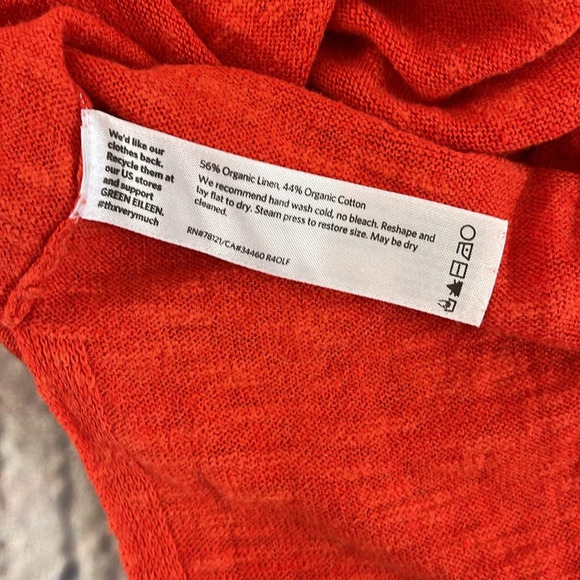 We'd like our
clothes back.
Recycle them at
our US stores
and support
GREEN EILEEN.
#thxverymuch
56% Organic Linen, 44% Organic Cotton
We recommend hand wash cold, no bleach. Reshape and
lay flat to dry. Steam press to restore size. May be dry
cleaned.
RN#78121/CA#34460 R4OLF